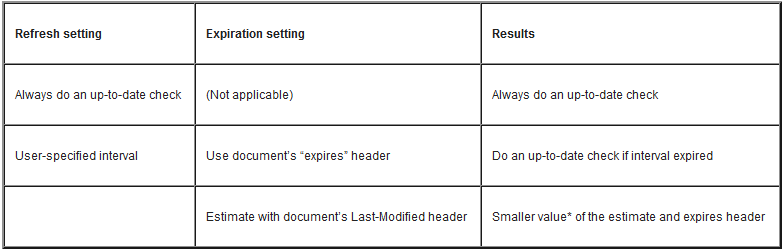 Refresh setting Expiration setting Results
Always do an up-to-date check (Not applicable) Always do an up-to-date check
User-specified interval Use document’s “expires” header Do an up-to-date check if interval expired
Estimate with document’s Last-Modified header Smaller value* of the estimate and expires header